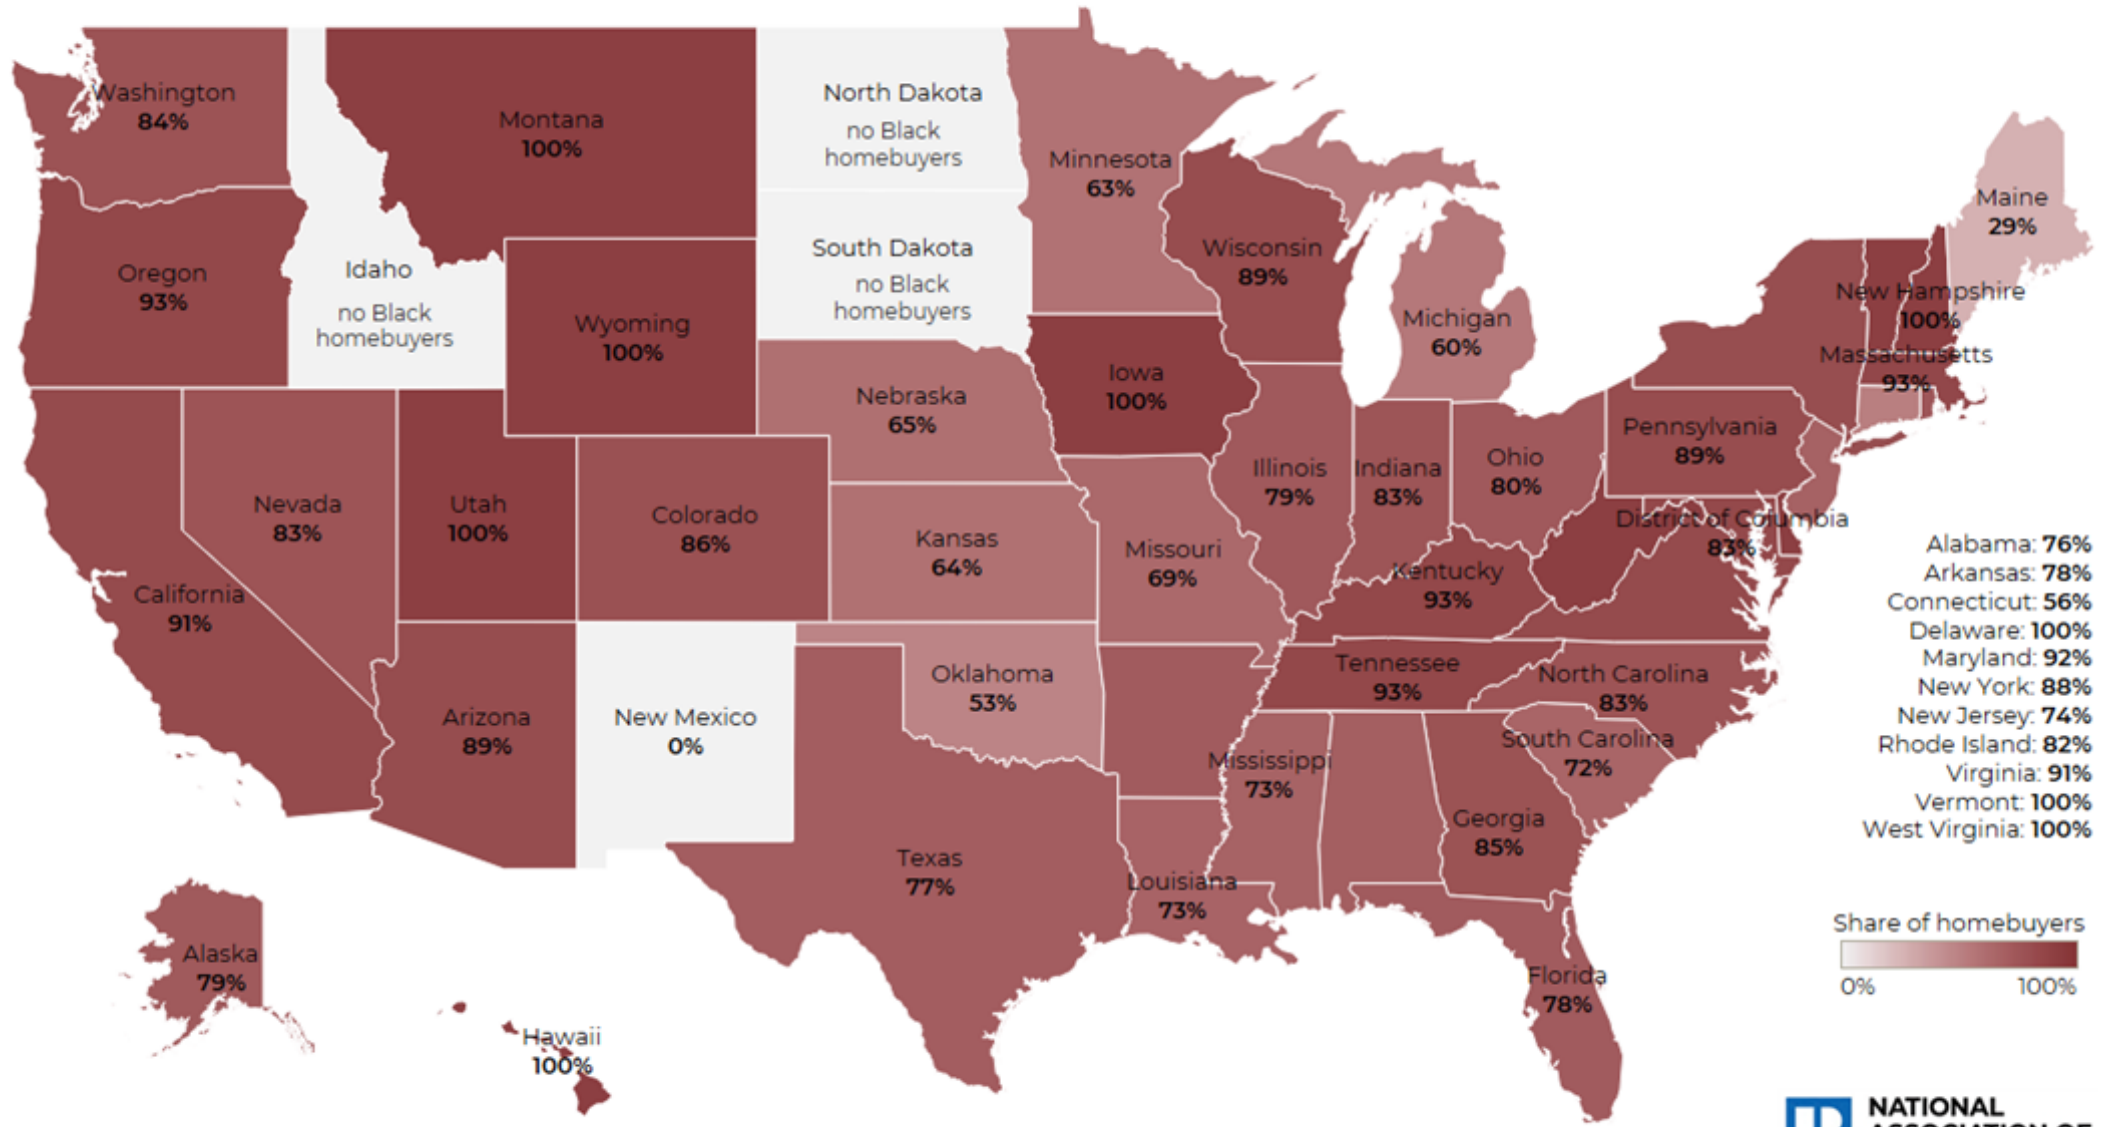 Washington
84%
Montana
100%
North Dakota
no Black
homebuyers
Minnesota
63%
Maine
29%
Oregon
93%
Idaho
no Black
homebuyers
South Dakota
no Black
homebuyers
Wisconsin
89%
Wyoming
100%
Michigan
60%
New Hampshire
100%
Massachusetts
93%
Iowa
100%
Nebraska
65%
Pennsylvania
89%
Nevada
83%
Utah
100%
Colorado
86%
Illinois
79%
Indiana
83%
Ohio
80%
District of Columbia
83%
Kansas
64%
Missouri
69%
Kentucky
93%
California
91%
Tennessee
93%
North Carolina
83%
Oklahoma
53%
Arizona
89%
New Mexico
0%
Mississippi
73%
South Carolina
72%
Georgia
85%
Texas
77%
Louisiana
73%
Alaska
79%
Hawaii
100%
Florida
78%
Alabama: 76%
Arkansas: 78%
Connecticut: 56%
Delaware: 100%
Maryland: 92%
New York: 88%
New Jersey: 74%
Rhode Island: 82%
Virginia: 91%
Vermont: 100%
West Virginia: 100%
Share of homebuyers
0% 100%
NATIONAL
ASSOCIATION OF